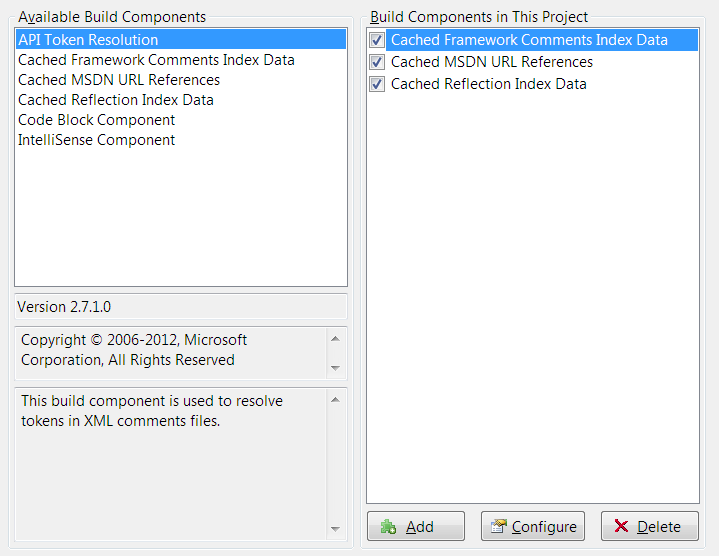 Available Build Components
API Token Resolution
Cached Framework Comments Index Data
Cached MSDN URL References
Cached Reflection Index Data
Code Block Component
IntelliSense Component
Version 2.7.1.0
Copyright © 2006-2012, Microsoft
Corporation, All Rights Reserved
This build component is used to resolve
tokens in XML comments files.
Build Components in This Project
Cached Framework Comments Index Data
Cached MSDN URL References
Cached Reflection Index Data
Add
Configure
Delete